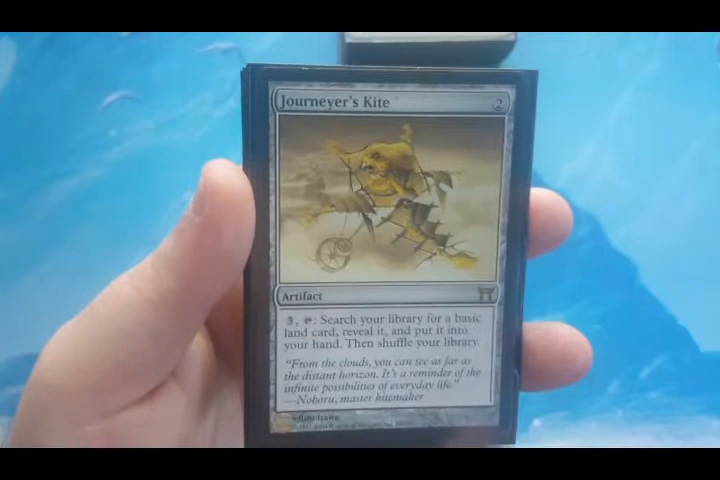 Journeyer's Kite 2
Artifact
3, T: Search your library for a basic
land card, reveal it, and put it into
your hand. Then shuffle your library.
"From the clouds, you can see as far as
the distant horizon. It's a reminder of the
infinite possibilities of everyday life."
—Noboru, master kitemaker